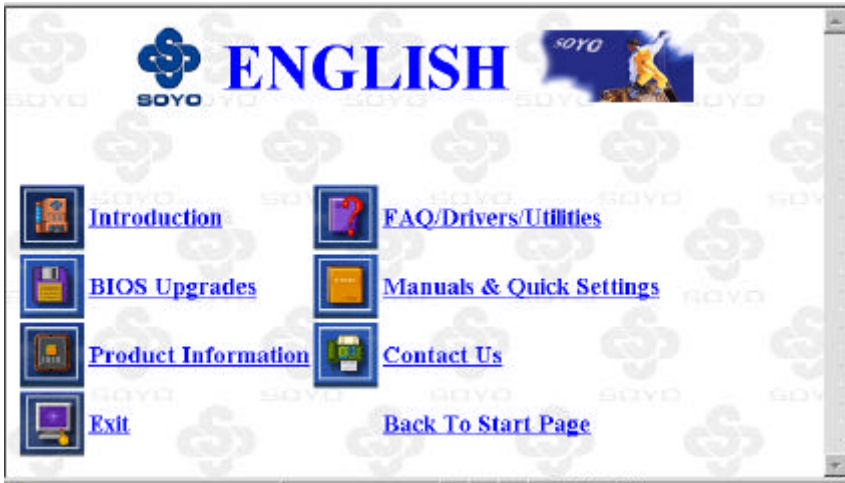 SOYO
ENGLISH
SOYO
Introduction
FAQ/Drivers/Utilities
BIOS Upgrades
Manuals & Quick Settings
Product Information
Contact Us
Exit
Back To Start Page